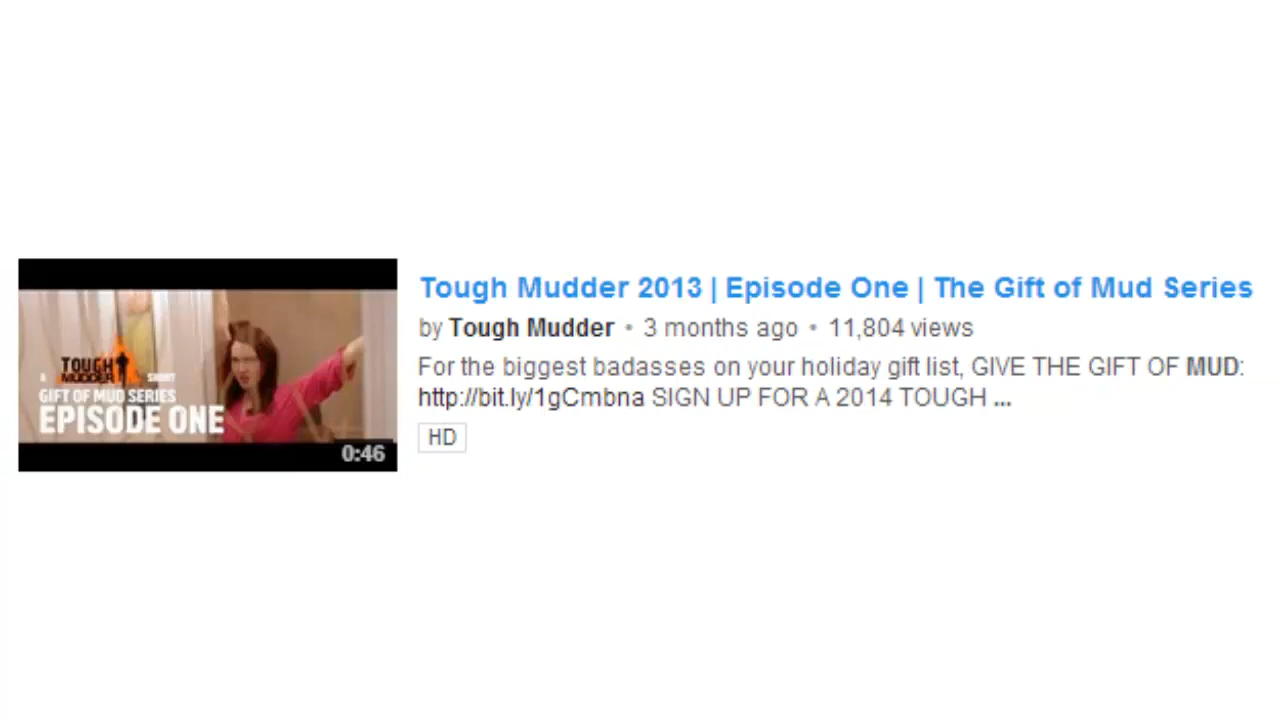 A TOUGH MUDDER SHORT
GIFT OF MUD SERIES
EPISODE ONE
0:46
Tough Mudder 2013 | Episode One | The Gift of Mud Series
by Tough Mudder • 3 months ago • 11,804 views
For the biggest badasses on your holiday gift list, GIVE THE GIFT OF MUD:
http://bit.ly/1gCmbna SIGN UP FOR A 2014 TOUGH ...
HD